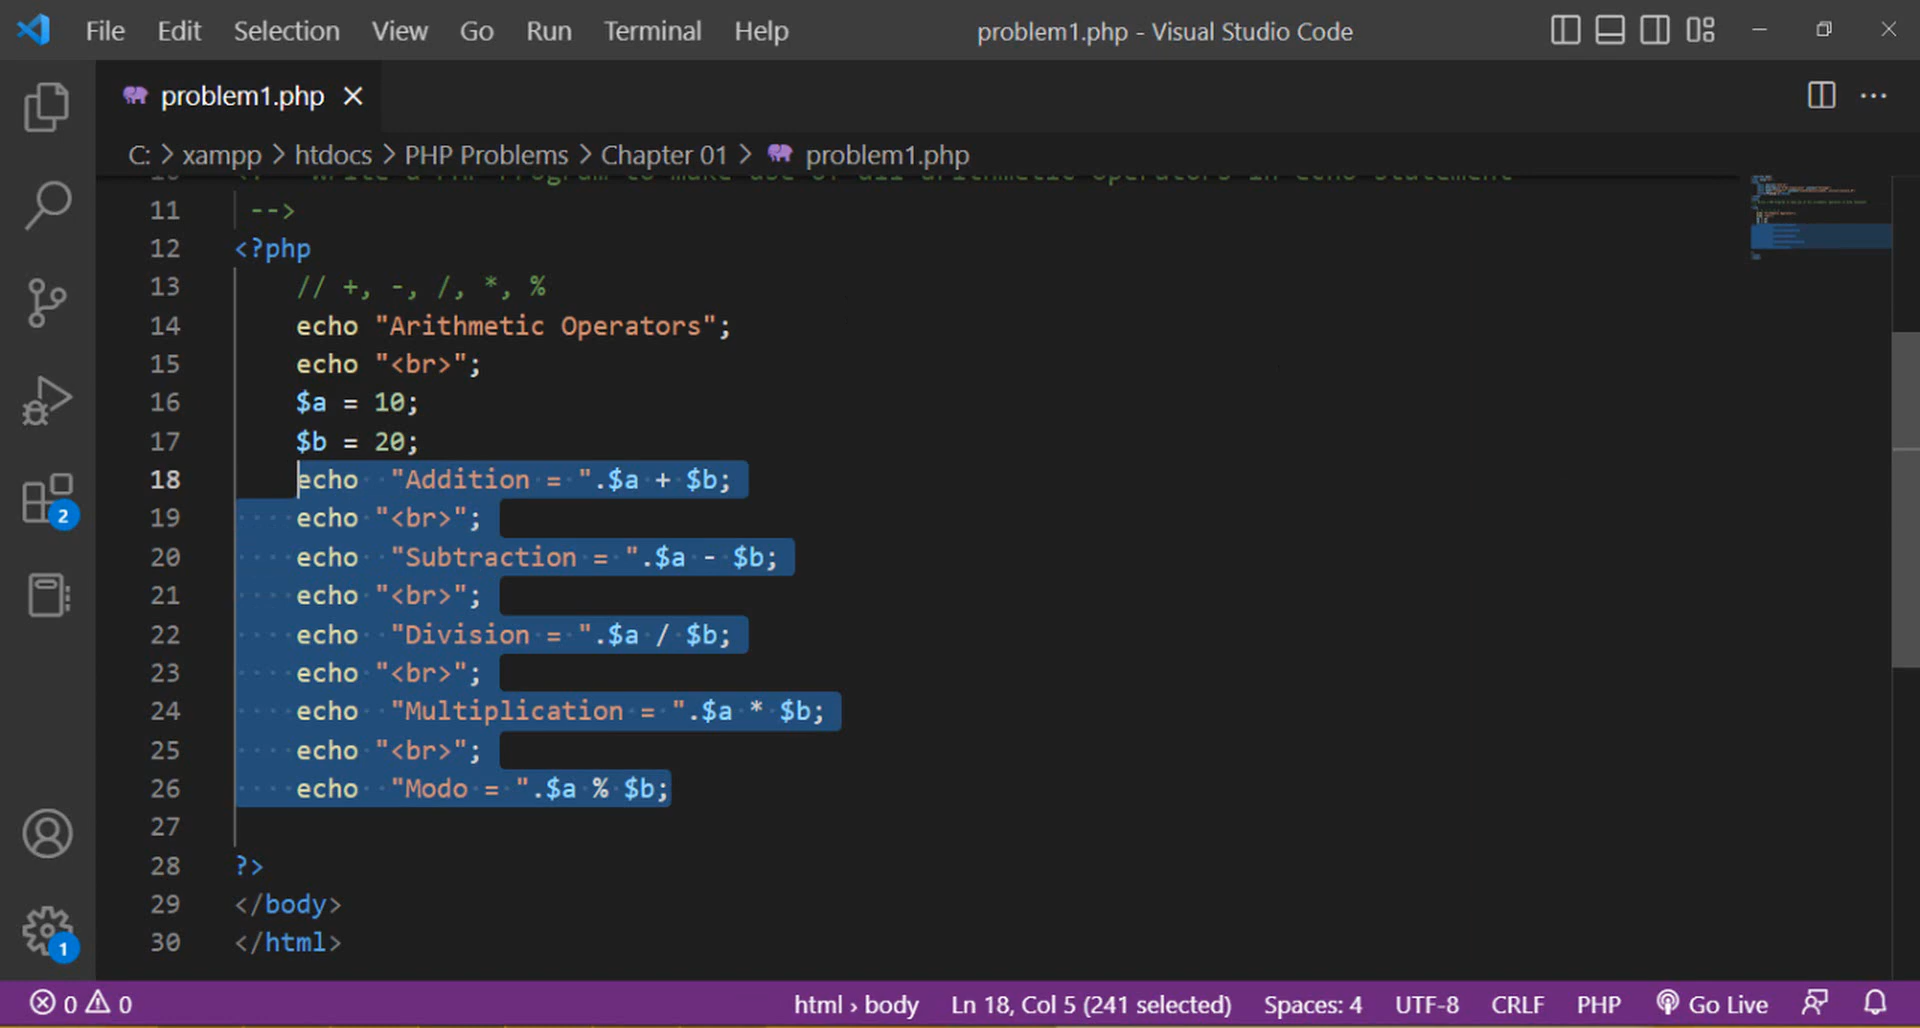 File Edit Selection View Go Run Terminal Help problem1.php - Visual Studio Code
problem1.php
C: > xampp > htdocs > PHP Problems > Chapter 01 > problem1.php
11 -->
12 <?php
13 // +, -, /, *, %
14 echo "Arithmetic Operators";
15 echo "<br>";
16 $a = 10;
17 $b = 20;
18 echo  "Addition = ".$a + $b;
19 echo "<br>";
20 echo  "Subtraction = ".$a - $b;
21 echo "<br>";
22 echo  "Division = ".$a / $b;
23 echo "<br>";
24 echo  "Multiplication = ".$a * $b;
25 echo "<br>";
26 echo  "Modo = ".$a % $b;
27
28 ?>
29 </body>
30 </html>
2
1
0 0 html › body Ln 18, Col 5 (241 selected) Spaces: 4 UTF-8 CRLF PHP Go Live